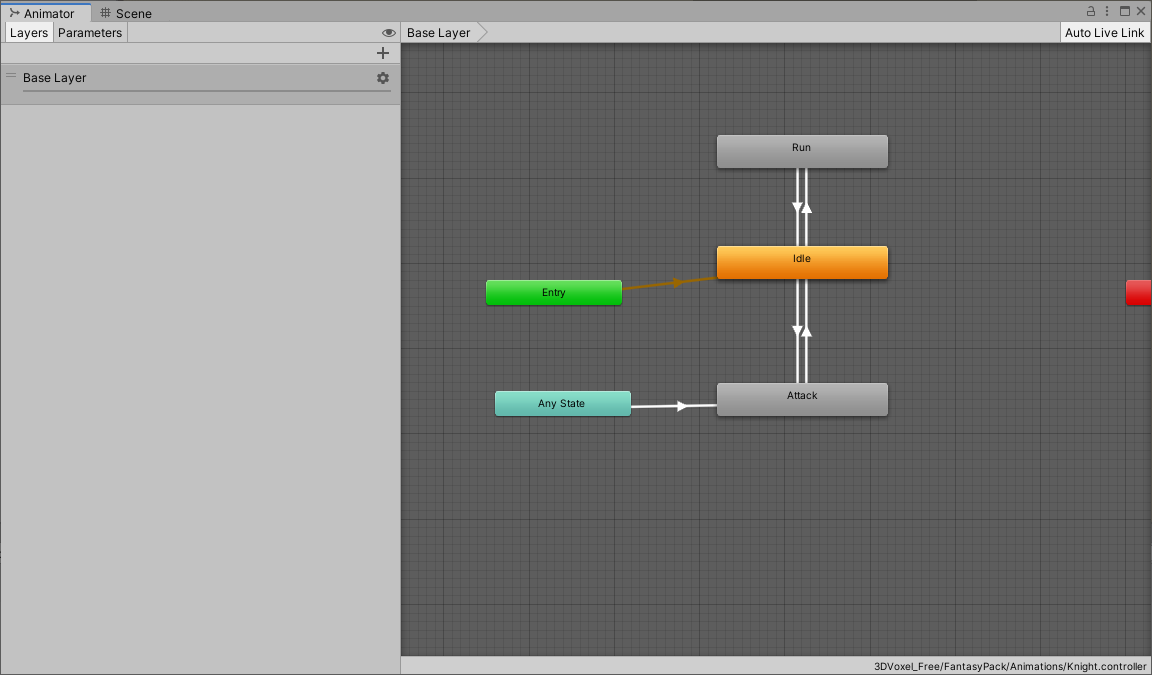 Animator
Scene
Layers
Parameters
Base Layer
Auto Live Link
Base Layer
Run
Idle
Entry
Attack
Any State
3DVoxel_Free/FantasyPack/Animations/Knight.controller